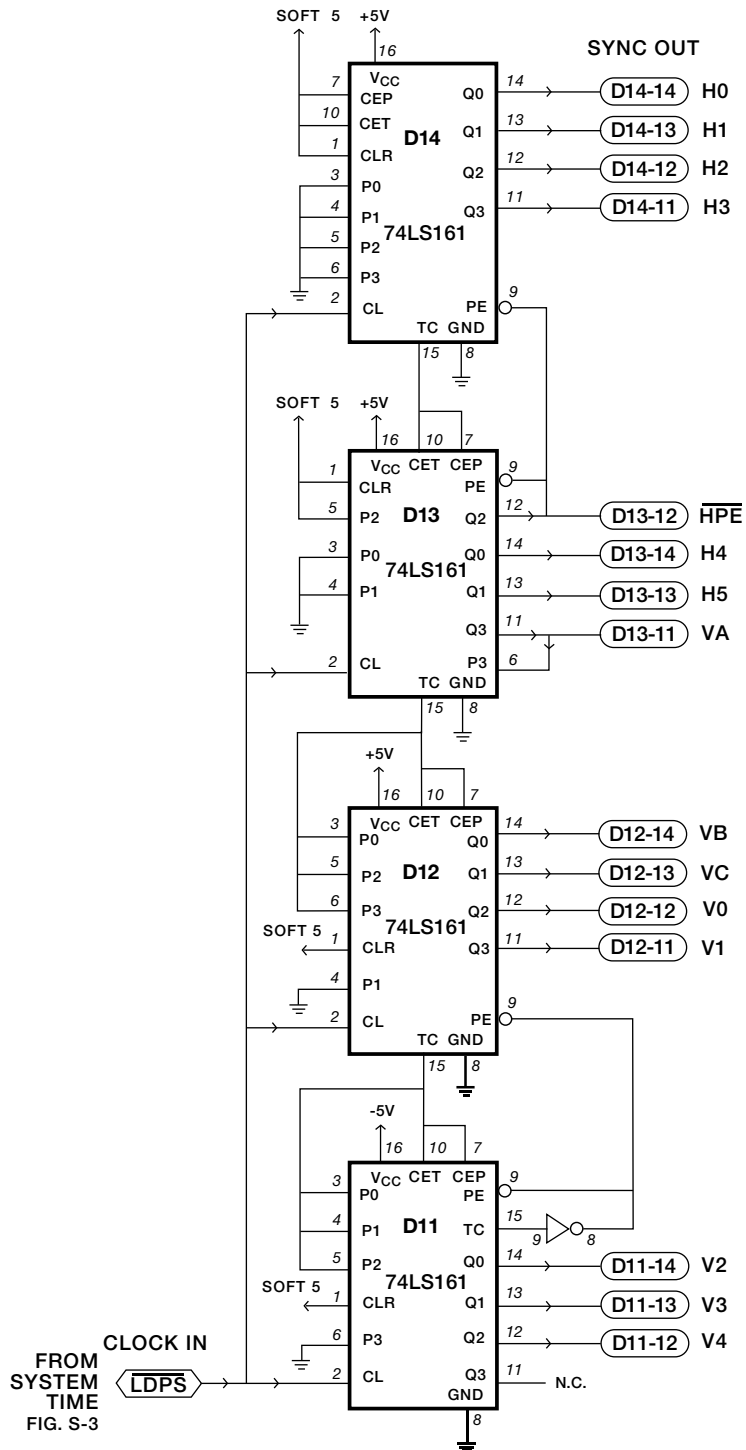 SOFT 5 +5V
16
SYNC OUT
VCC
7 CEP
10 CET
1 CLR
3 P0
4 P1
5 P2
6 P3
2 CL
D14
74LS161
Q0 14 D14-14 H0
Q1 13 D14-13 H1
Q2 12 D14-12 H2
Q3 11 D14-11 H3
PE 9
TC GND
15 8
SOFT 5 +5V
16 10 7
VCC CET CEP
1 CLR
5 P2
3 P0
4 P1
2 CL
D13
74LS161
PE 9
Q2 12 D13-12 HPE
Q0 14 D13-14 H4
Q1 13 D13-13 H5
Q3 11 D13-11 VA
P3 6
TC GND
15 8
+5V
16 10 7
VCC CET CEP
3 P0
5 P2
6 P3
SOFT 5 1 CLR
4 P1
2 CL
D12
74LS161
Q0 14 D12-14 VB
Q1 13 D12-13 VC
Q2 12 D12-12 V0
Q3 11 D12-11 V1
PE 9
TC GND
15 8
-5V
16 10 7
VCC CET CEP
3 P0
4 P1
5 P2
SOFT 5 1 CLR
6 P3
2 CL
D11
74LS161
PE 9
TC 15 9 8
Q0 14 D11-14 V2
Q1 13 D11-13 V3
Q2 12 D11-12 V4
Q3 11 N.C.
GND
8
CLOCK IN
FROM
SYSTEM
TIME
FIG. S-3
LDPS